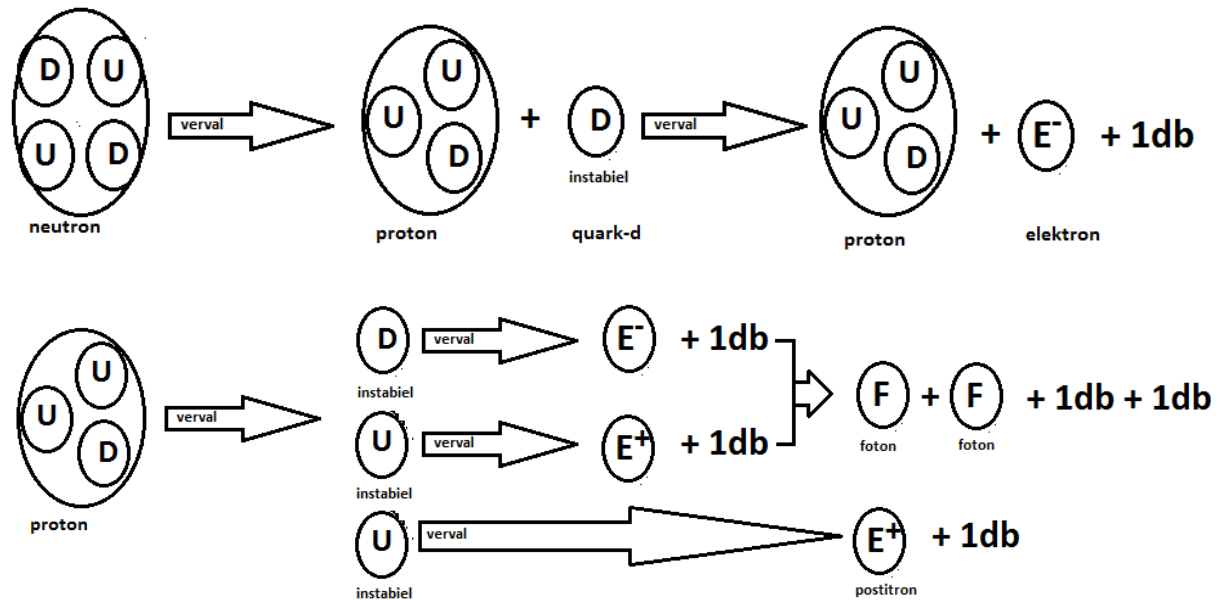 D U
U D
neutron
verval
U
U
D
proton
+
D
instabiel
quark-d
verval
U
U
D
proton
+
E-
elektron
+ 1db
U
U
D
proton
verval
D
instabiel
verval
E-
+ 1db
U
instabiel
verval
E+
+ 1db
F
foton
+
F
foton
+ 1db + 1db
U
instabiel
verval
E+
postitron
+ 1db